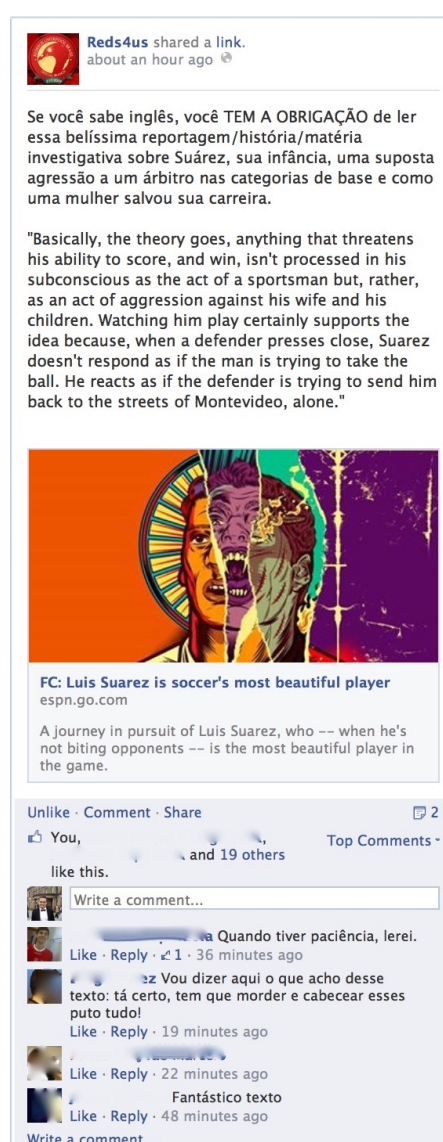 Reds4us shared a link.
about an hour ago
Se você sabe inglês, você TEM A OBRIGAÇÃO de ler
essa belíssima reportagem/história/matéria
investigativa sobre Suárez, sua infância, uma suposta
agressão a um árbitro nas categorias de base e como
uma mulher salvou sua carreira.
"Basically, the theory goes, anything that threatens
his ability to score, and win, isn't processed in his
subconscious as the act of a sportsman but, rather,
as an act of aggression against his wife and his
children. Watching him play certainly supports the
idea because, when a defender presses close, Suarez
doesn't respond as if the man is trying to take the
ball. He reacts as if the defender is trying to send him
back to the streets of Montevideo, alone."
FC: Luis Suarez is soccer's most beautiful player
espn.go.com
A journey in pursuit of Luis Suarez, who -- when he's
not biting opponents -- is the most beautiful player in
the game.
Unlike · Comment · Share 2
You,
and 19 others
like this.
Top Comments
Write a comment...
Quando tiver paciência, lerei.
Like · Reply · 1 · 36 minutes ago
Vou dizer aqui o que acho desse
texto: tá certo, tem que morder e cabecear esses
puto tudo!
Like · Reply · 19 minutes ago
Like · Reply · 22 minutes ago
Fantástico texto
Like · Reply · 48 minutes ago
Write a comment...